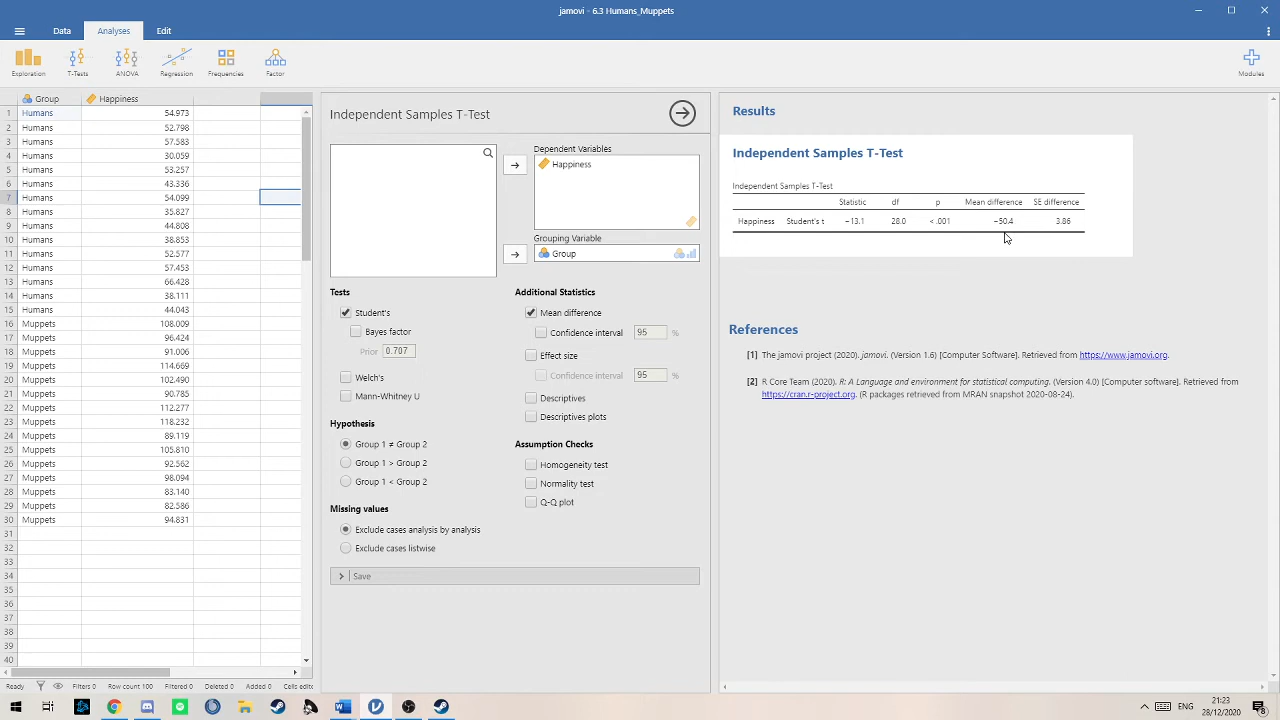 jamovi - 6.3 Humans_Muppets
Data Analyses Edit
Exploration T-Tests ANOVA Regression Frequencies Factor Modules
Group Happiness
1 Humans 54.973
2 Humans 52.798
3 Humans 57.583
4 Humans 30.059
5 Humans 53.257
6 Humans 43.336
7 Humans 54.099
8 Humans 35.827
9 Humans 44.808
10 Humans 38.853
11 Humans 52.577
12 Humans 57.453
13 Humans 66.428
14 Humans 38.111
15 Humans 44.043
16 Muppets 108.009
17 Muppets 96.424
18 Muppets 91.006
19 Muppets 114.669
20 Muppets 102.490
21 Muppets 90.785
22 Muppets 112.277
23 Muppets 118.232
24 Muppets 89.119
25 Muppets 105.810
26 Muppets 92.562
27 Muppets 98.094
28 Muppets 83.140
29 Muppets 82.586
30 Muppets 94.831
31
32
33
34
35
36
37
38
39
40
Ready Filters 0 Row count 100 Filtered 0 Deleted 0 Added 0 Cells edited
Independent Samples T-Test
Dependent Variables
Happiness
Grouping Variable
Group
Tests
Student's
Bayes factor
Prior 0.707
Welch's
Mann-Whitney U
Hypothesis
Group 1 ≠ Group 2
Group 1 > Group 2
Group 1 < Group 2
Missing values
Exclude cases analysis by analysis
Exclude cases listwise
Additional Statistics
Mean difference
Confidence interval 95 %
Effect size
Confidence interval 95 %
Descriptives
Descriptives plots
Assumption Checks
Homogeneity test
Normality test
Q-Q plot
Save
Results
Independent Samples T-Test
Independent Samples T-Test
Statistic df p Mean difference SE difference
Happiness Student's t −13.1 28.0 < .001 −50.4 3.86
References
[1] The jamovi project (2020). jamovi. (Version 1.6) [Computer Software]. Retrieved from https://www.jamovi.org.
[2] R Core Team (2020). R: A Language and environment for statistical computing. (Version 4.0) [Computer software]. Retrieved from
https://cran.r-project.org. (R packages retrieved from MRAN snapshot 2020-08-24).
ENG 21:23
28/12/2020
8